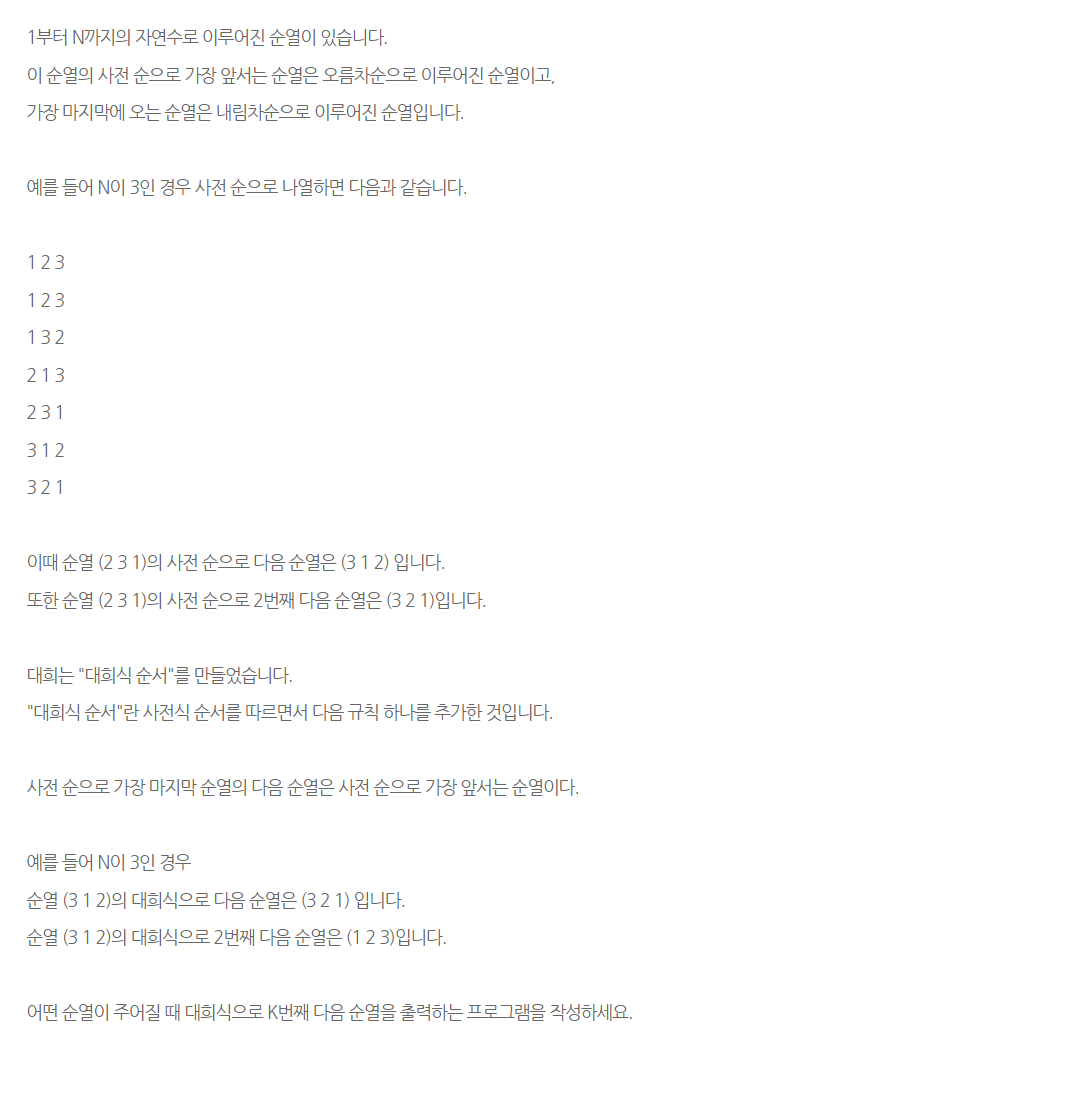 1부터 N까지의 자연수로 이루어진 순열이 있습니다.
이 순열의 사전 순으로 가장 앞서는 순열은 오름차순으로 이루어진 순열이고,
가장 마지막에 오는 순열은 내림차순으로 이루어진 순열입니다.
예를 들어 N이 3인 경우 사전 순으로 나열하면 다음과 같습니다.
1 2 3
1 2 3
1 3 2
2 1 3
2 3 1
3 1 2
3 2 1
이때 순열 (2 3 1)의 사전 순으로 다음 순열은 (3 1 2) 입니다.
또한 순열 (2 3 1)의 사전 순으로 2번째 다음 순열은 (3 2 1)입니다.
대희는 "대희식 순서"를 만들었습니다.
"대희식 순서"란 사전식 순서를 따르면서 다음 규칙 하나를 추가한 것입니다.
사전 순으로 가장 마지막 순열의 다음 순열은 사전 순으로 가장 앞서는 순열이다.
예를 들어 N이 3인 경우
순열 (3 1 2)의 대희식으로 다음 순열은 (3 2 1) 입니다.
순열 (3 1 2)의 대희식으로 2번째 다음 순열은 (1 2 3)입니다.
어떤 순열이 주어질 때 대희식으로 K번째 다음 순열을 출력하는 프로그램을 작성하세요.